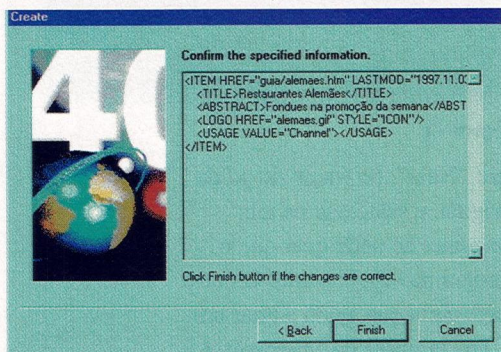 Create
40
Confirm the specified information.
<ITEM HREF="guia/alemaes.htm" LASTMOD="1997.11.0
<TITLE>Restaurantes Alemães</TITLE>
<ABSTRACT>Fondues na promoção da semana</ABST
<LOGO HREF="alemaes.gif" STYLE="ICON"/>
<USAGE VALUE="Channel"></USAGE>
</ITEM>
Click Finish button if the changes are correct.
< Back Finish Cancel